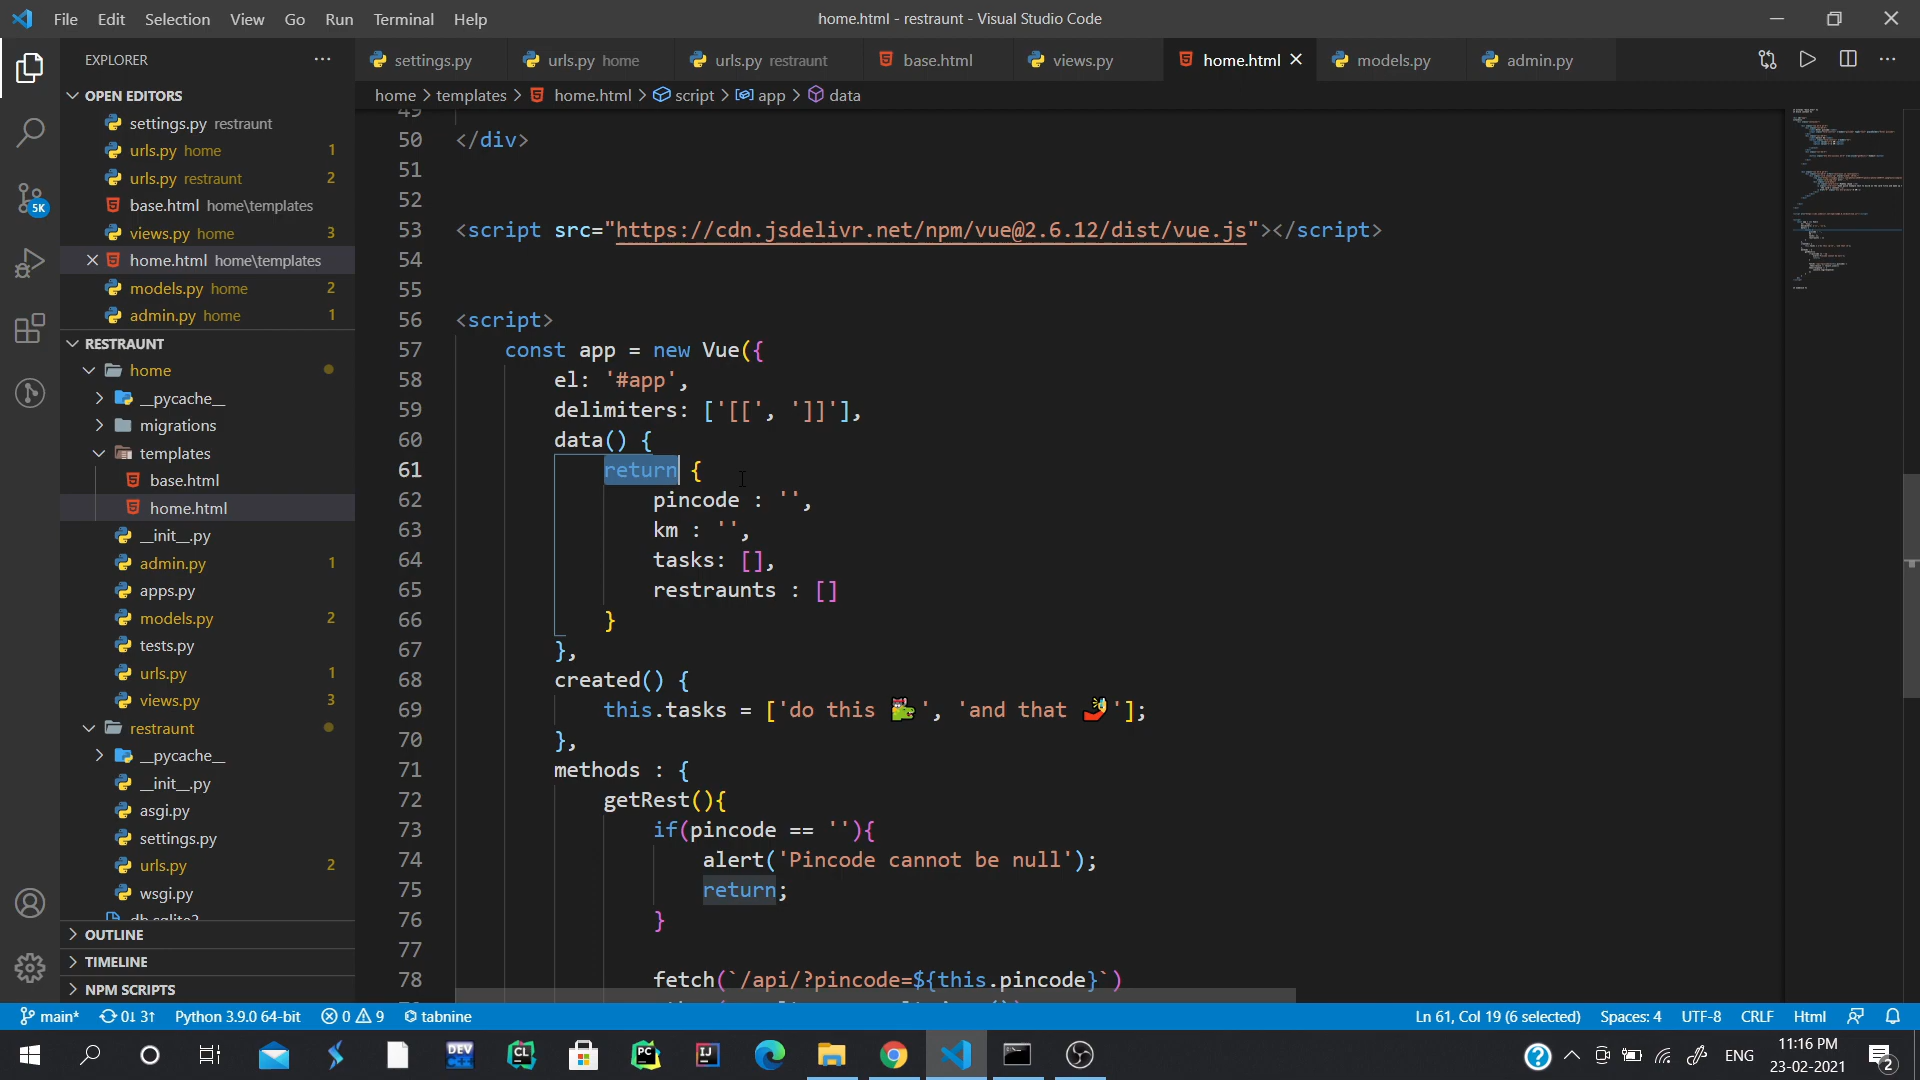 File Edit Selection View Go Run Terminal Help
home.html - restraunt - Visual Studio Code
EXPLORER
settings.py
urls.py home
urls.py restraunt
base.html
views.py
home.html
models.py
admin.py
home > templates > home.html > script > app > data
OPEN EDITORS
settings.py restraunt
urls.py home 1
urls.py restraunt 2
base.html home\templates
views.py home 3
home.html home\templates
models.py home 2
admin.py home 1
RESTRAUNT
home
__pycache__
migrations
templates
base.html
home.html
__init__.py
admin.py 1
apps.py
models.py 2
tests.py
urls.py 1
views.py 3
restraunt
__pycache__
__init__.py
asgi.py
settings.py
urls.py 2
wsgi.py
OUTLINE
TIMELINE
NPM SCRIPTS
5K
49
50 </div>
51
52
53 <script src="https://cdn.jsdelivr.net/npm/vue@2.6.12/dist/vue.js"></script>
54
55
56 <script>
57 const app = new Vue({
58 el: '#app',
59 delimiters: ['[[', ']]'],
60 data() {
61 return {
62 pincode : '',
63 km : '',
64 tasks: [],
65 restraunts : []
66 }
67 },
68 created() {
69 this.tasks = ['do this ', 'and that '];
70 },
71 methods : {
72 getRest(){
73 if(pincode == ''){
74 alert('Pincode cannot be null');
75 return;
76 }
77
78 fetch(`/api/?pincode=${this.pincode}`)
main* 0↓ 3↑ Python 3.9.0 64-bit 0 9 tabnine
Ln 61, Col 19 (6 selected) Spaces: 4 UTF-8 CRLF Html
DEV C++ CL PC IJ
ENG
11:16 PM
23-02-2021
2